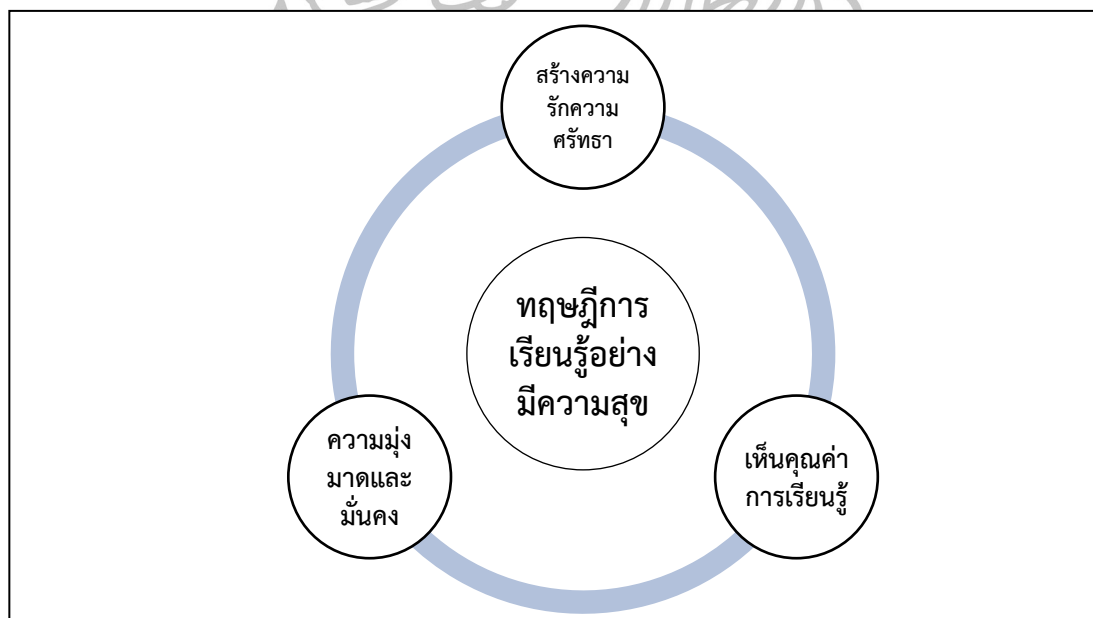 สร้างความ
รักความ
ศรัทธา
ทฤษฎีการ
เรียนรู้อย่าง
มีความสุข
ความมุ่ง
มาดและ
มั่นคง
เห็นคุณค่า
การเรียนรู้